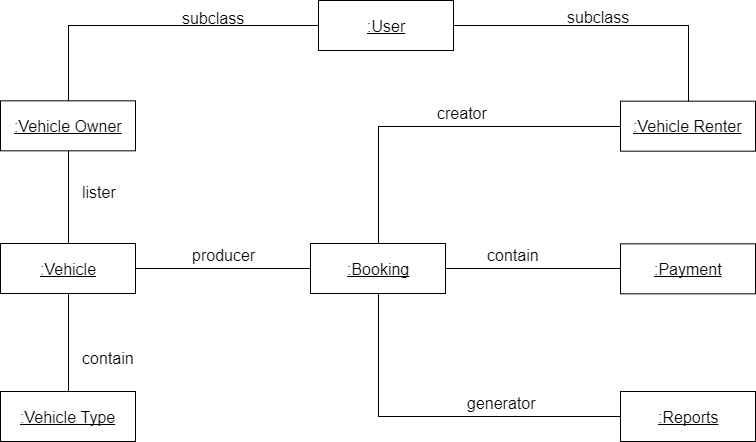 subclass
:User
subclass
:Vehicle Owner
creator
:Vehicle Renter
lister
:Vehicle
producer
:Booking
contain
:Payment
contain
:Vehicle Type
generator
:Reports